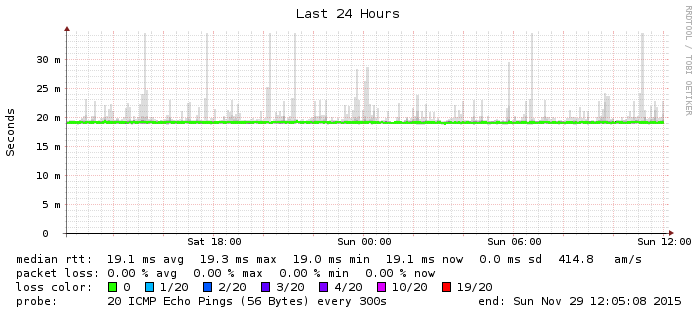 Last 24 Hours
RRDTOOL / TOBI OETIKER
Seconds
30 m
25 m
20 m
15 m
10 m
5 m
0
Sat 18:00 Sun 00:00 Sun 06:00 Sun 12:00
median rtt: 19.1 ms avg 19.3 ms max 19.0 ms min 19.1 ms now 0.0 ms sd 414.8 am/s
packet loss: 0.00 % avg 0.00 % max 0.00 % min 0.00 % now
loss color: 0 1/20 2/20 3/20 4/20 10/20 19/20
probe: 20 ICMP Echo Pings (56 Bytes) every 300s end: Sun Nov 29 12:05:08 2015